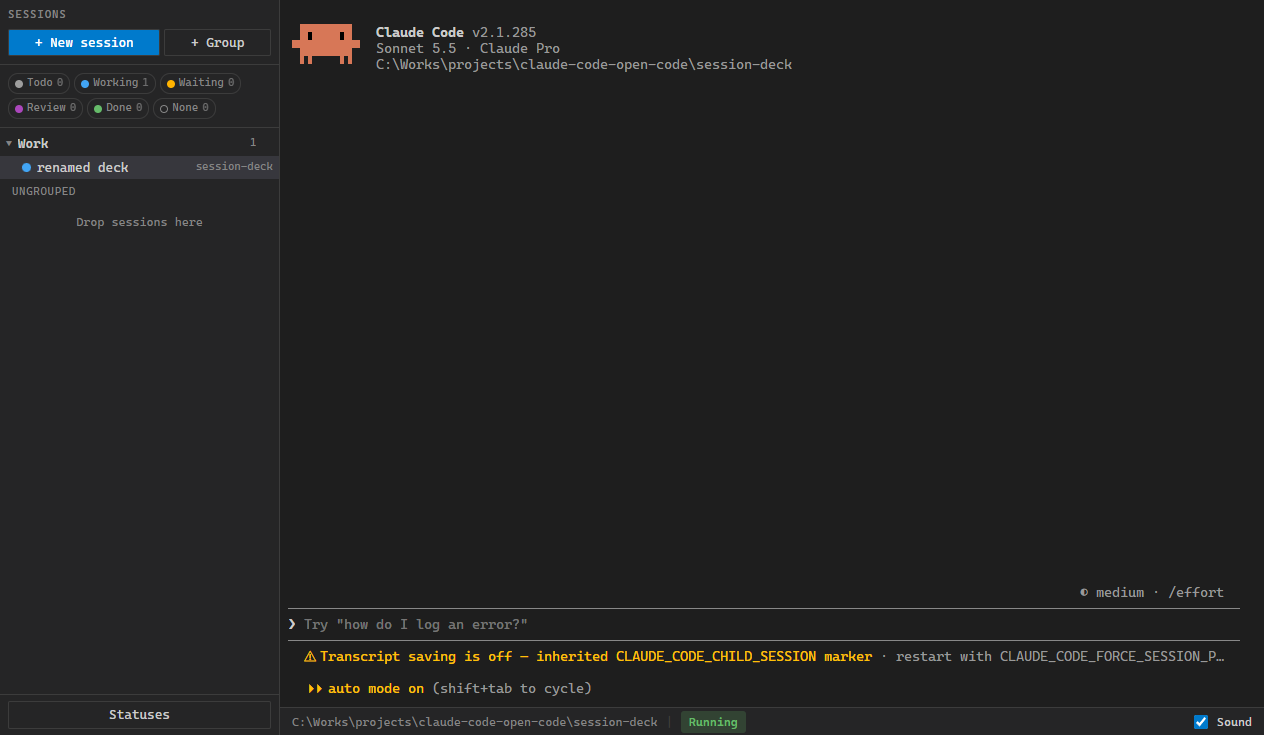 SESSIONS
+ New session
+ Group
Todo 0
Working 1
Waiting 0
Review 0
Done 0
None 0
Work 1
renamed deck session-deck
UNGROUPED
Drop sessions here
Statuses
Claude Code v2.1.285
Sonnet 5.5 · Claude Pro
C:\Works\projects\claude-code-open-code\session-deck
medium · /effort
❯ Try "how do I log an error?"
⚠ Transcript saving is off — inherited CLAUDE_CODE_CHILD_SESSION marker · restart with CLAUDE_CODE_FORCE_SESSION_P…
auto mode on (shift+tab to cycle)
C:\Works\projects\claude-code-open-code\session-deck
Running
Sound